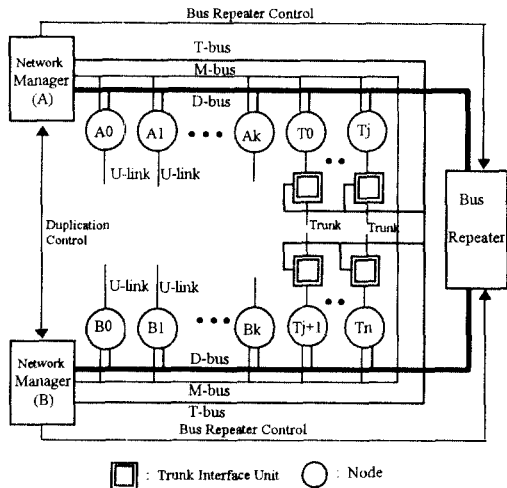 Bus Repeater Control
T-bus
Network
Manager
(A)
M-bus
D-bus
A0 A1 Ak T0 Tj
U-link U-link
Duplication
Control
Trunk Trunk
Bus
Repeater
U-link U-link
B0 B1 Bk Tj+1 Tn
Network
Manager
(B)
D-bus
M-bus
T-bus
Bus Repeater Control
: Trunk Interface Unit : Node